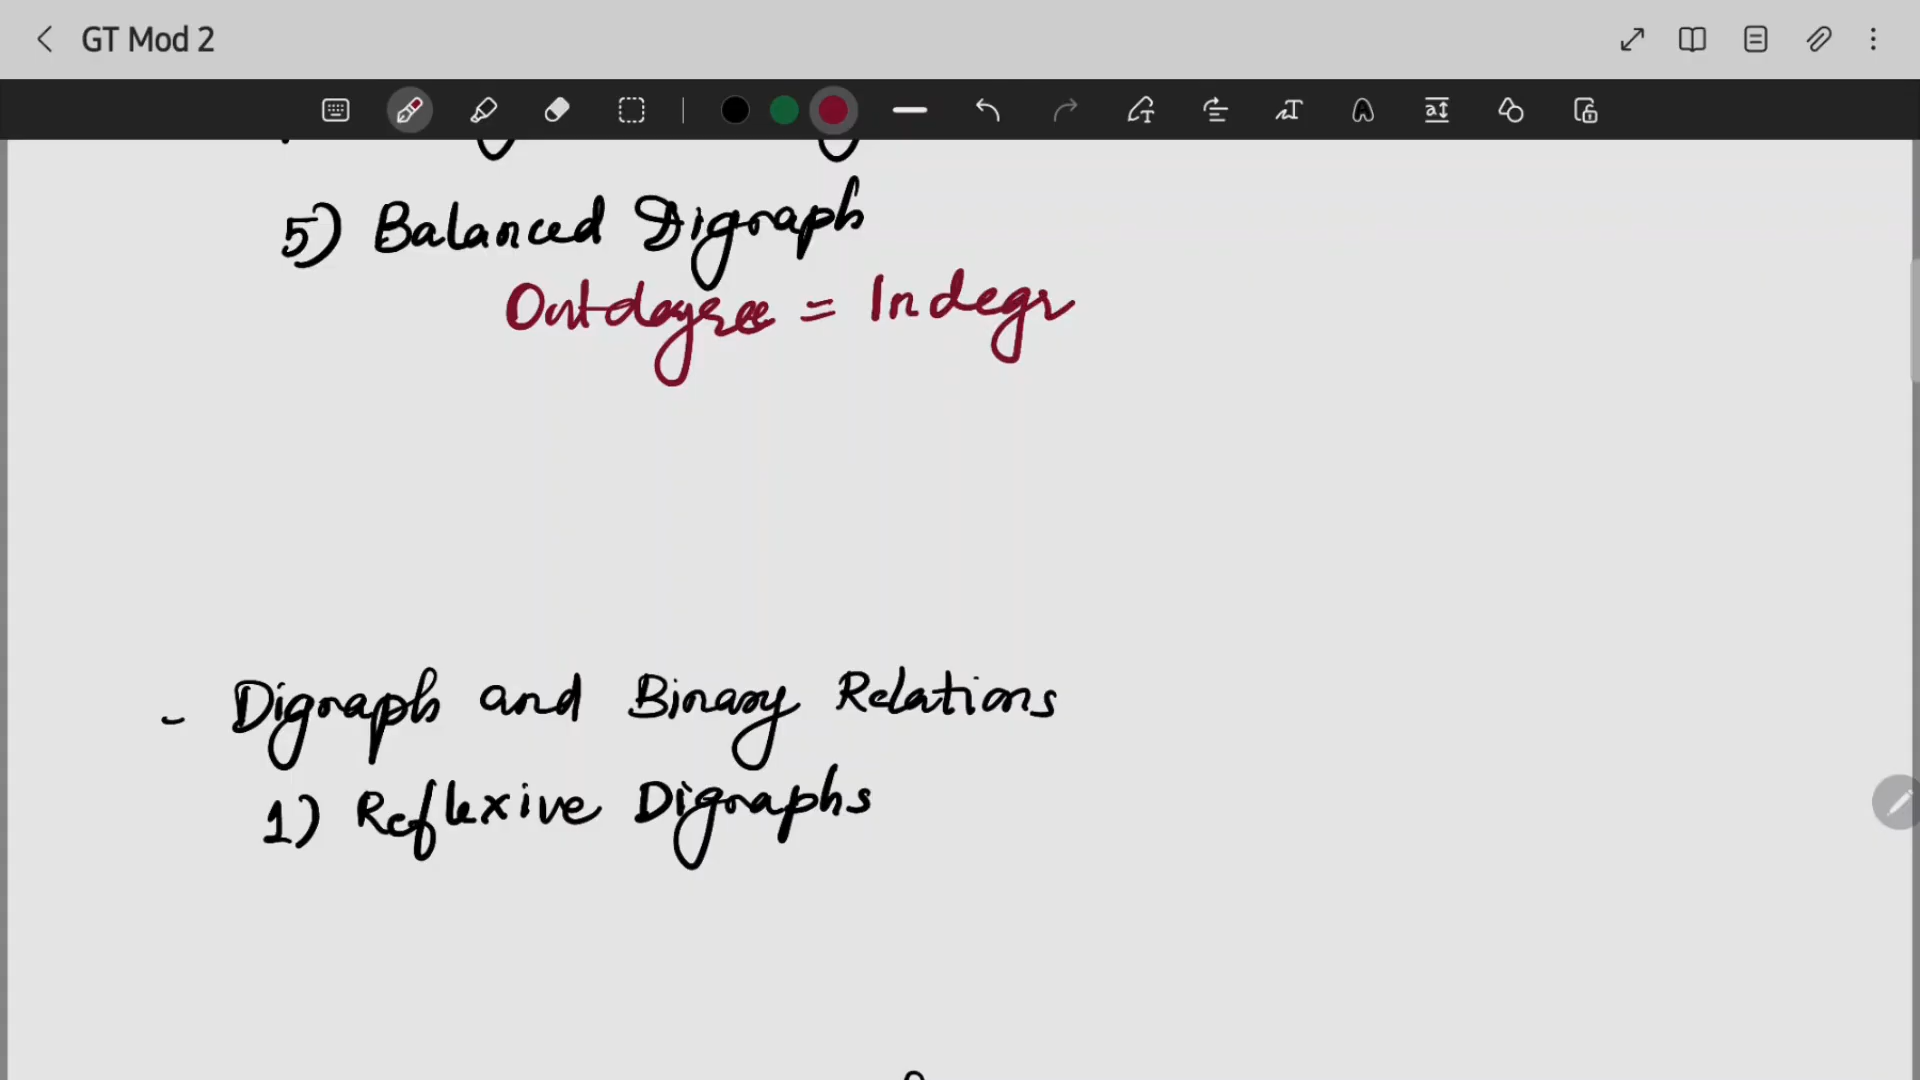 GT Mod 2
5) Balanced Digraph
Outdegree = Indegr
- Digraph and Binary Relations
1) Reflexive Digraphs